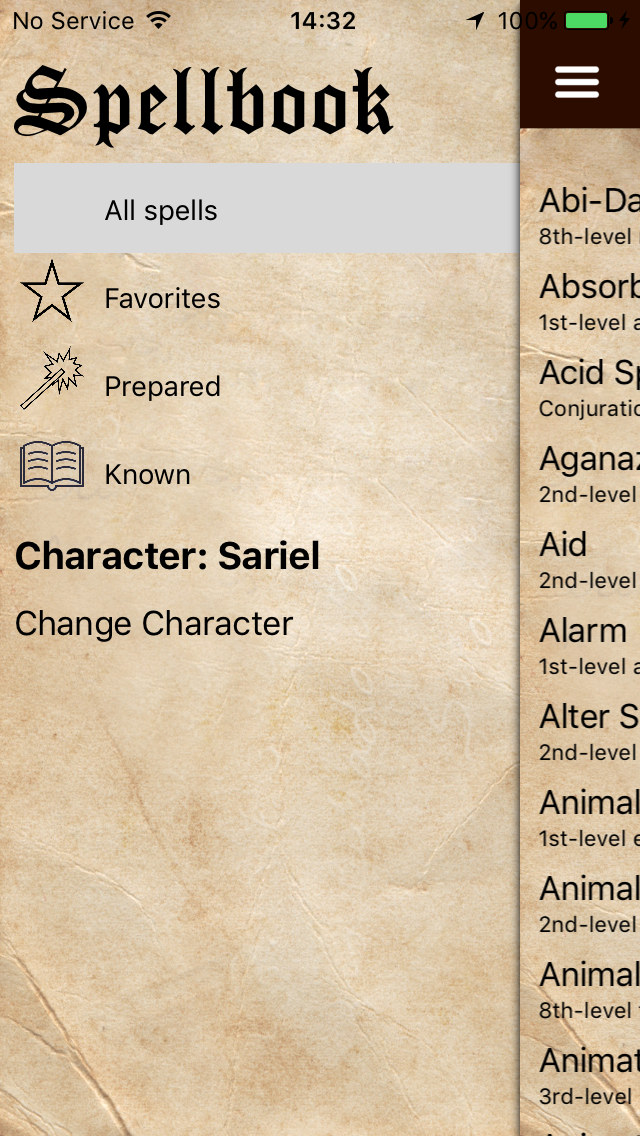 No Service 14:32 100%
Spellbook
All spells
Favorites
Prepared
Known
Character: Sariel
Change Character
Abi-Da
8th-level
Absorb
1st-level a
Acid Sp
Conjuratio
Aganaz
2nd-level
Aid
2nd-level
Alarm
1st-level a
Alter S
2nd-level
Animal
1st-level e
Animal
2nd-level
Animal
8th-level
Animat
3rd-level